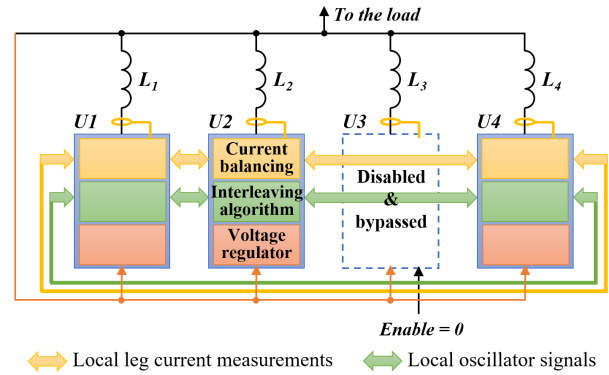 To the load
L1
L2
L3
L4
U1
U2
U3
U4
Current
balancing
Interleaving
algorithm
Voltage
regulator
Disabled
&
bypassed
Enable = 0
Local leg current measurements
Local oscillator signals